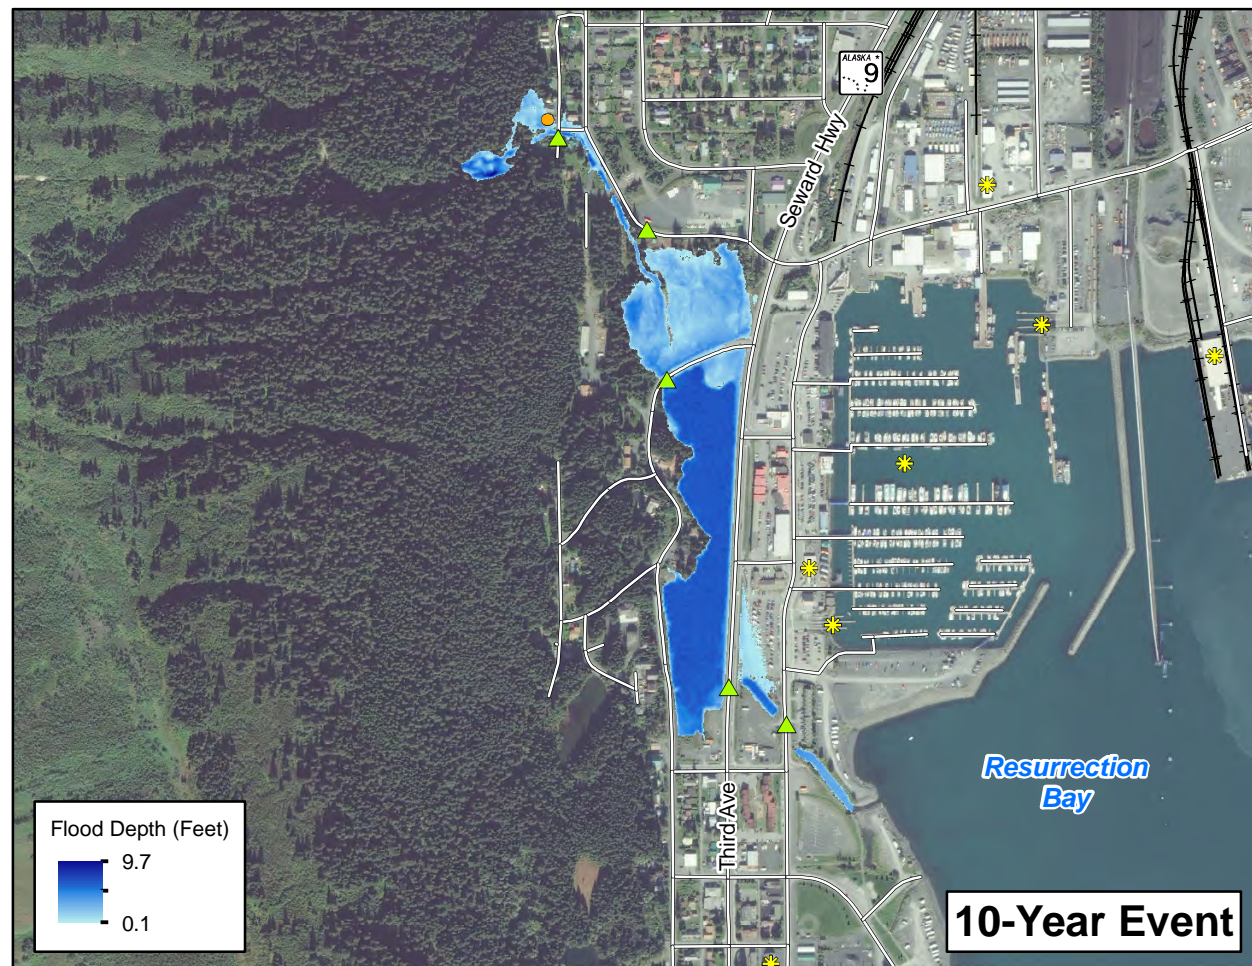 ALASKA
9
Seward Hwy
Resurrection
Bay
Third Ave
Flood Depth (Feet)
9.7
0.1
10-Year Event